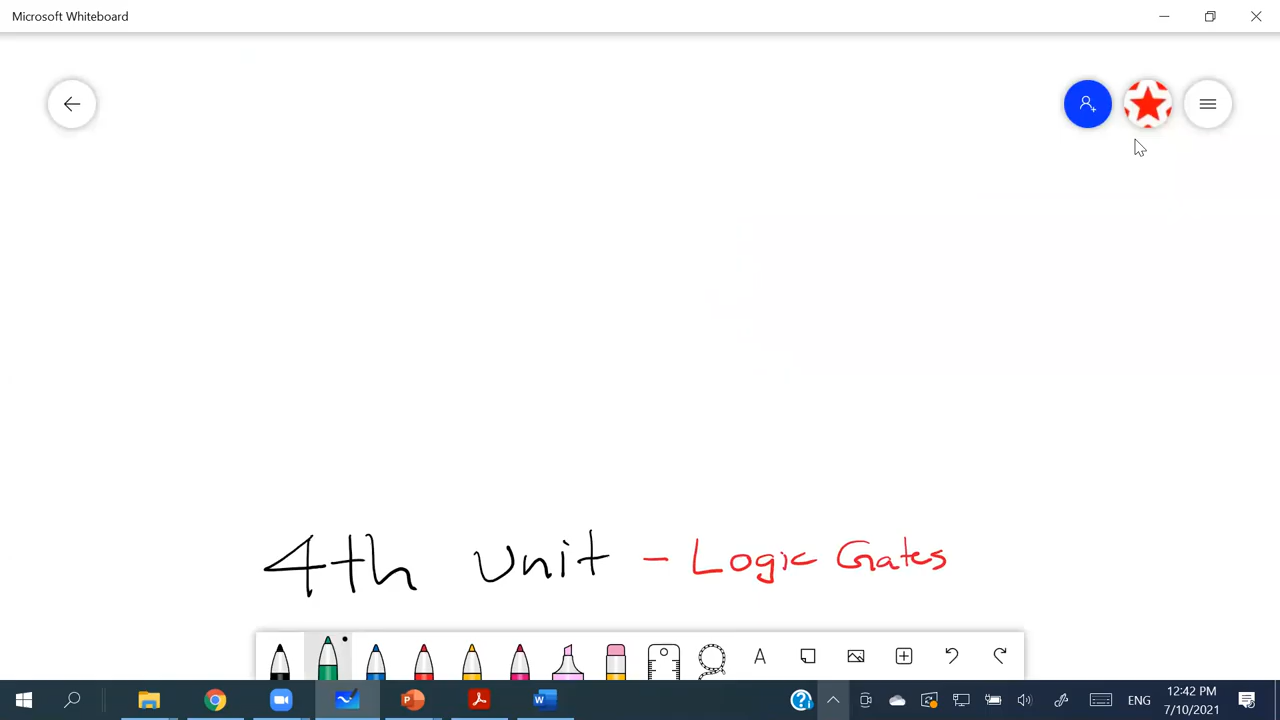 Microsoft Whiteboard
4th Unit - Logic Gates
A
ENG
12:42 PM
7/10/2021